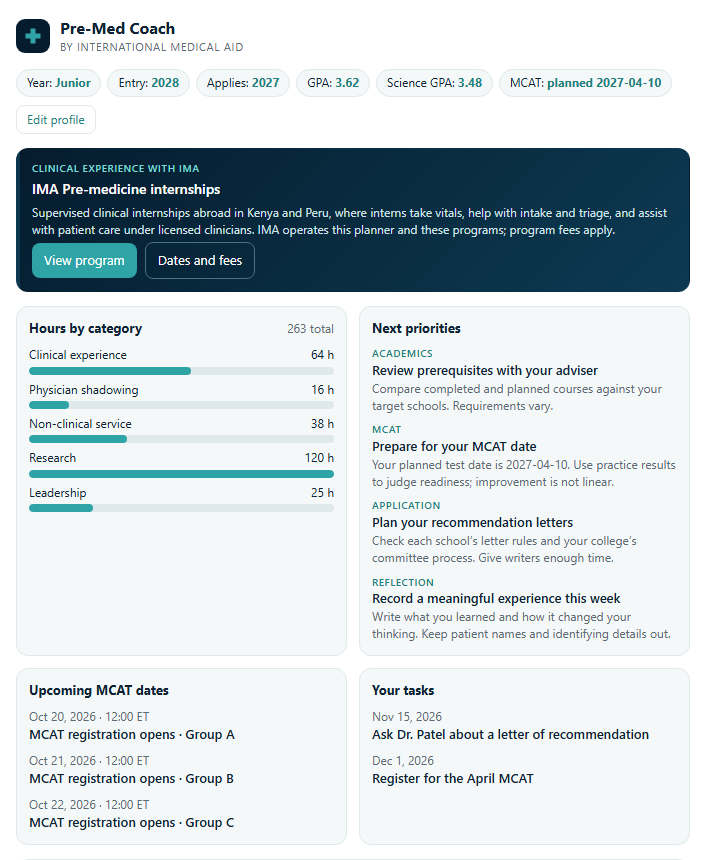 Pre-Med Coach
BY INTERNATIONAL MEDICAL AID
Year: Junior
Entry: 2028
Applies: 2027
GPA: 3.62
Science GPA: 3.48
MCAT: planned 2027-04-10
Edit profile
CLINICAL EXPERIENCE WITH IMA
IMA Pre-medicine internships
Supervised clinical internships abroad in Kenya and Peru, where interns take vitals, help with intake and triage, and assist
with patient care under licensed clinicians. IMA operates this planner and these programs; program fees apply.
View program
Dates and fees
Hours by category
263 total
Clinical experience
64 h
Physician shadowing
16 h
Non-clinical service
38 h
Research
120 h
Leadership
25 h
Next priorities
ACADEMICS
Review prerequisites with your adviser
Compare completed and planned courses against your
target schools. Requirements vary.
MCAT
Prepare for your MCAT date
Your planned test date is 2027-04-10. Use practice results
to judge readiness; improvement is not linear.
APPLICATION
Plan your recommendation letters
Check each school’s letter rules and your college’s
committee process. Give writers enough time.
REFLECTION
Record a meaningful experience this week
Write what you learned and how it changed your
thinking. Keep patient names and identifying details out.
Upcoming MCAT dates
Oct 20, 2026 · 12:00 ET
MCAT registration opens · Group A
Oct 21, 2026 · 12:00 ET
MCAT registration opens · Group B
Oct 22, 2026 · 12:00 ET
MCAT registration opens · Group C
Your tasks
Nov 15, 2026
Ask Dr. Patel about a letter of recommendation
Dec 1, 2026
Register for the April MCAT